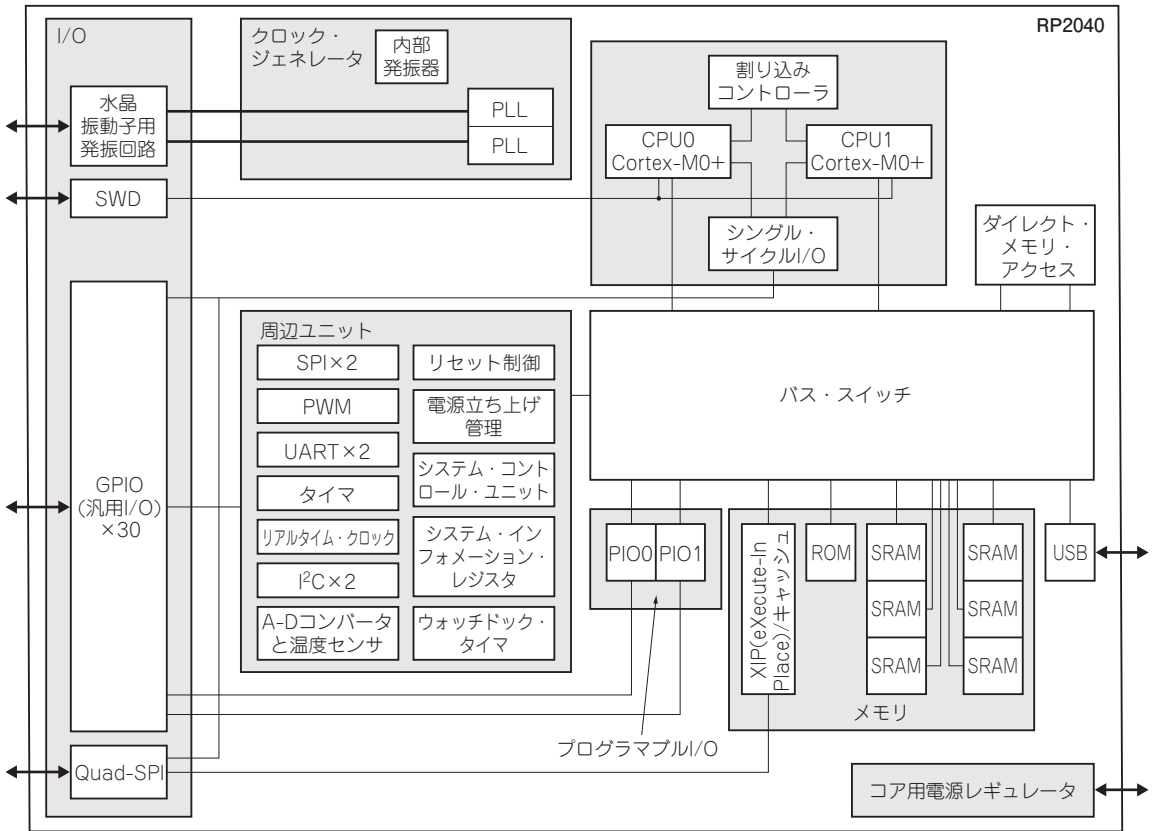 RP2040
I/O
クロック・
ジェネレータ
内部
発振器
水晶
振動子用
発振回路
PLL
PLL
SWD
割り込み
コントローラ
CPU0
Cortex-M0+
CPU1
Cortex-M0+
シングル・
サイクルI/O
ダイレクト・
メモリ・
アクセス
バス・スイッチ
GPIO
(汎用I/O)
×30
周辺ユニット
SPI×2
PWM
UART×2
タイマ
リアルタイム・クロック
I²C×2
A-Dコンバータ
と温度センサ
リセット制御
電源立ち上げ
管理
システム・コント
ロール・ユニット
システム・イン
フォメーション・
レジスタ
ウォッチドック・
タイマ
PIO0
PIO1
プログラマブルI/O
XIP(eXecute-In
Place)/キャッシュ
ROM
SRAM
SRAM
SRAM
SRAM
SRAM
SRAM
メモリ
USB
Quad-SPI
コア用電源レギュレータ